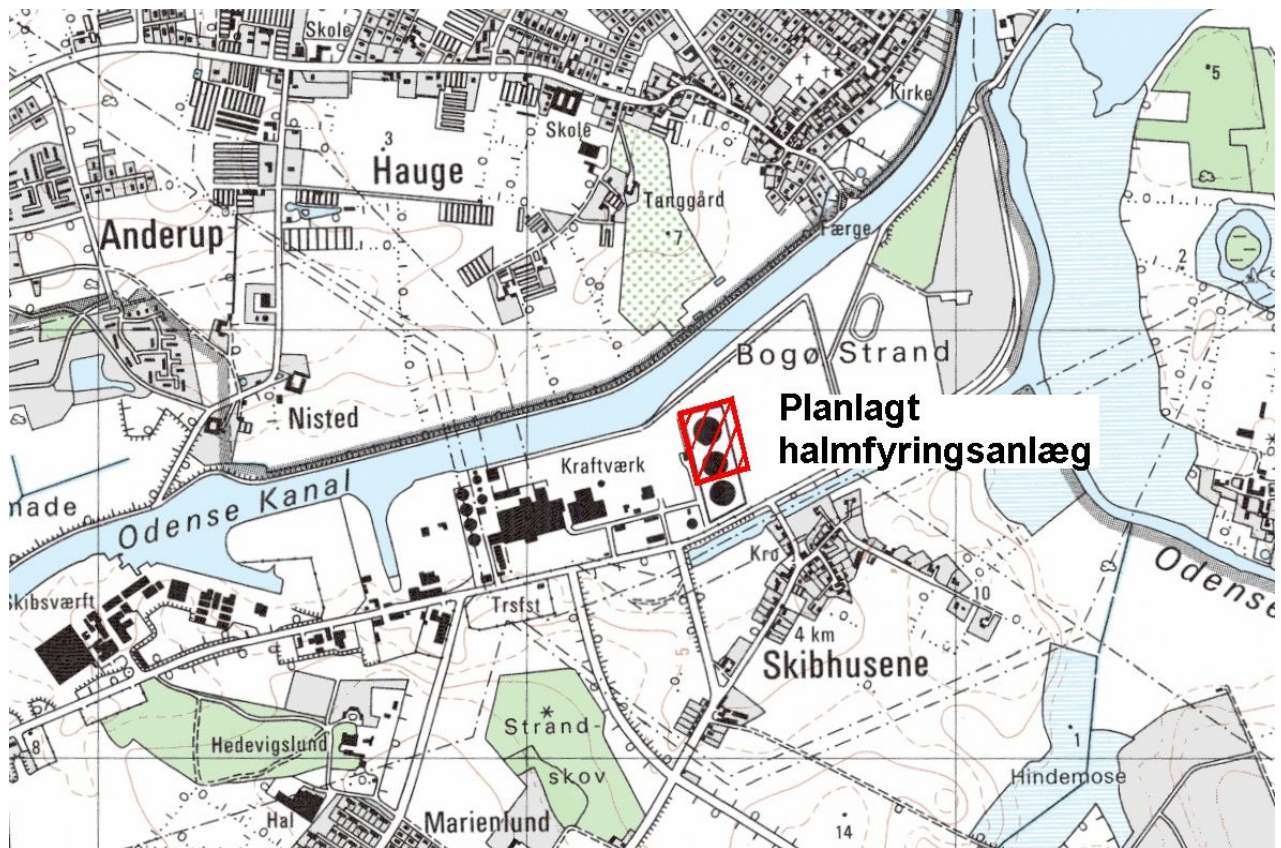 Skole
5
Kirke
Skole
3
Hauge
Tanggård
7
Færge
2
Anderup
Bogø Strand
Planlagt
halmfyringsanlæg
Nisted
Kraftværk
Odense Kanal
made
Kro
Odense
10
Skibsværft
Trsfst
4 km
Skibhusene
5
Strand-
skov
Hedevigslund
8
1
Hindemose
Hal
Marienlund
14